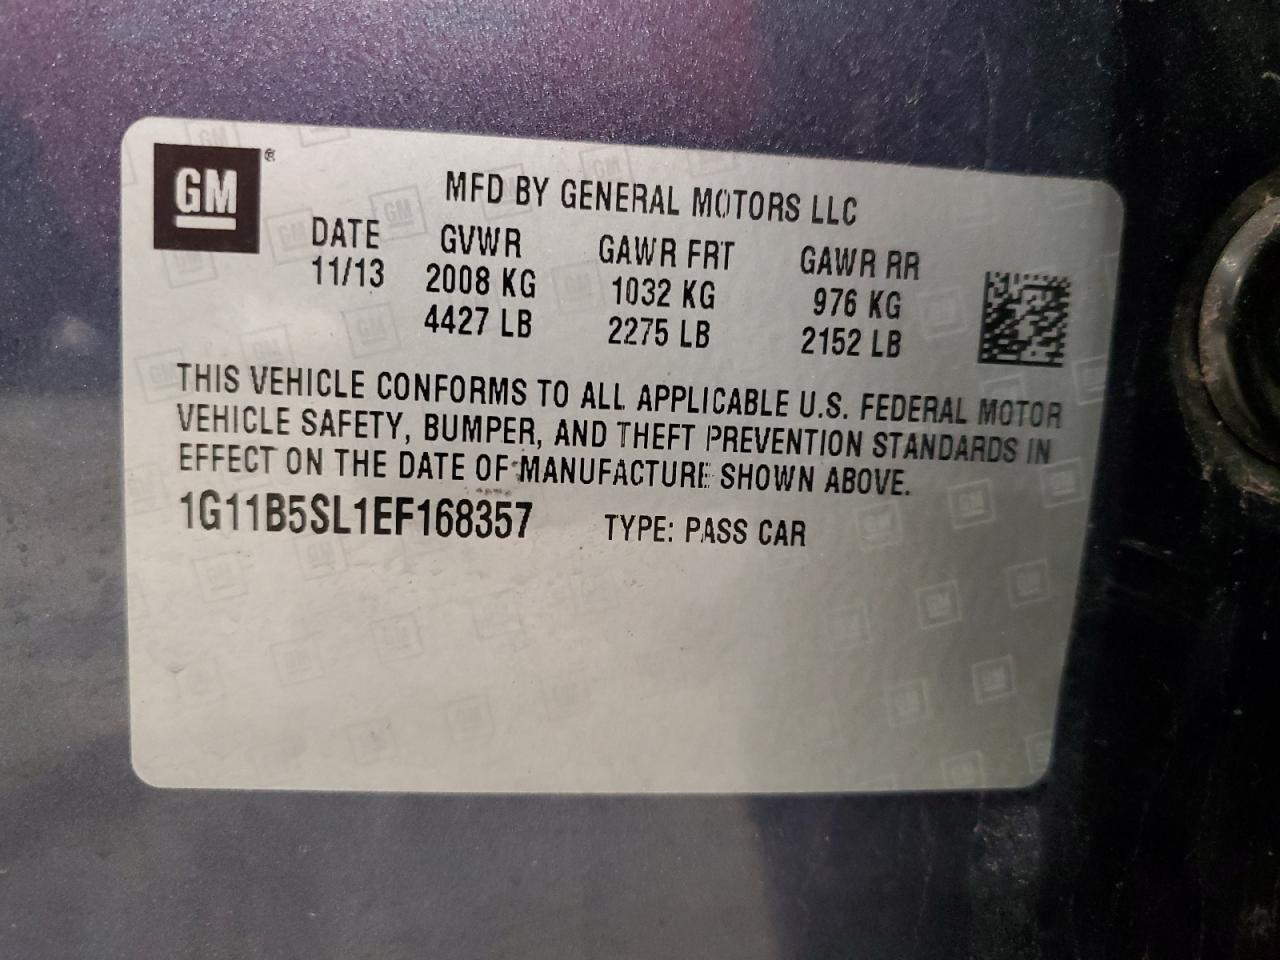 GM ®
MFD BY GENERAL MOTORS LLC
DATE GVWR GAWR FRT GAWR RR
11/13 2008 KG 1032 KG 976 KG
4427 LB 2275 LB 2152 LB
THIS VEHICLE CONFORMS TO ALL APPLICABLE U.S. FEDERAL MOTOR
VEHICLE SAFETY, BUMPER, AND THEFT PREVENTION STANDARDS IN
EFFECT ON THE DATE OF MANUFACTURE SHOWN ABOVE.
1G11B5SL1EF168357 TYPE: PASS CAR